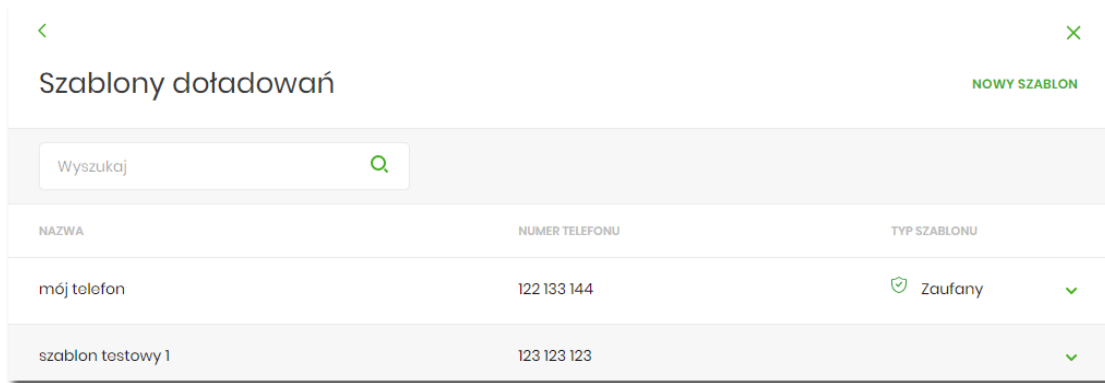 Szablony doładowań
NOWY SZABLON
Wyszukaj
NAZWA NUMER TELEFONU TYP SZABLONU
mój telefon 122 133 144 Zaufany
szablon testowy 1 123 123 123